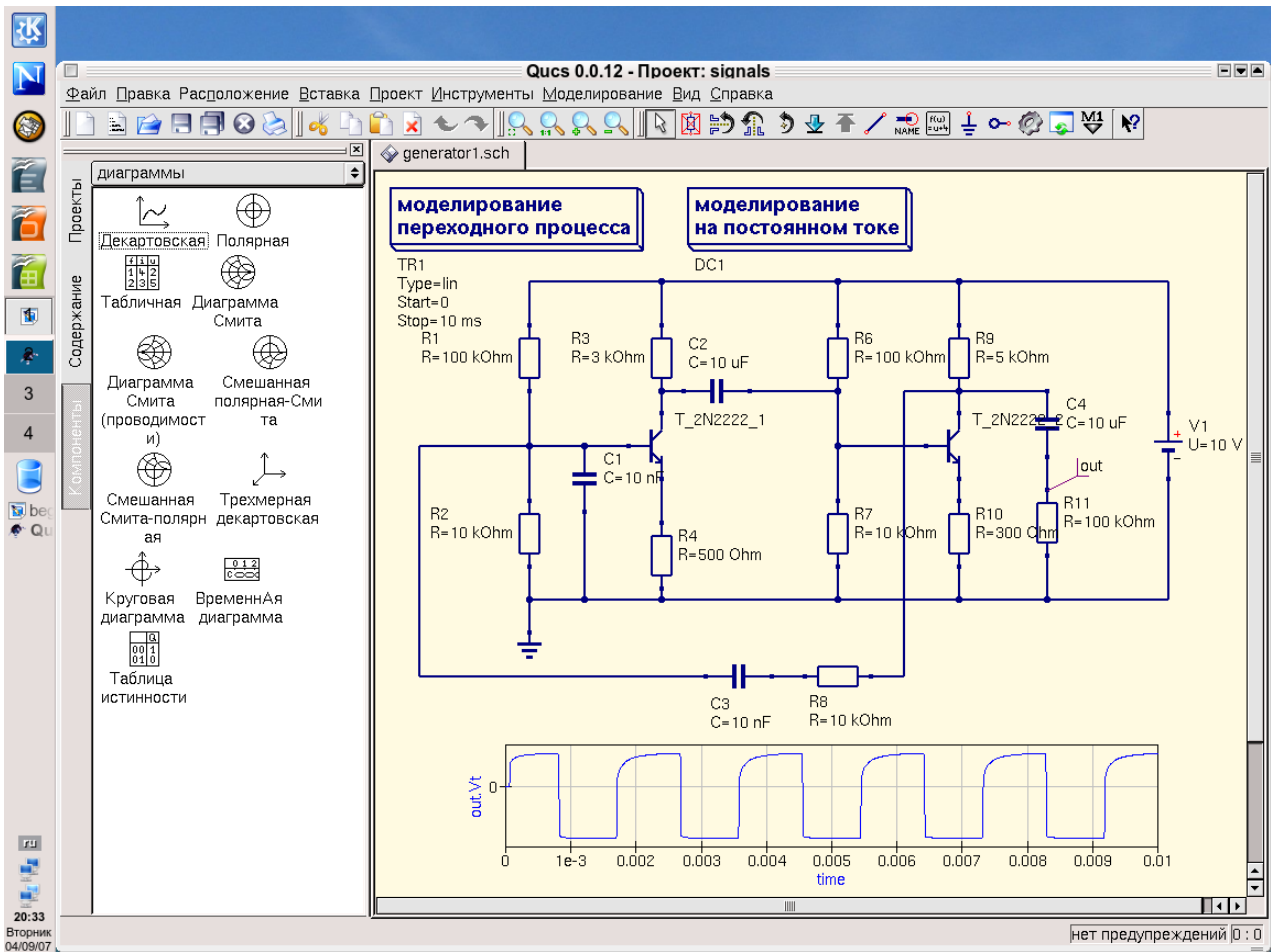 Qucs 0.0.12 - Проект: signals
Файл Правка Расположение Вставка Проект Инструменты Моделирование Вид Справка
NAME
f(ω)
=u+4
M1
generator1.sch
Проекты
Содержание
Компоненты
диаграммы
Декартовская Полярная
Табличная Диаграмма
Смита
Диаграмма
Смита
(проводимост
и)
Смешанная
полярная-Сми
та
Смешанная
Смита-полярн
ая
Трехмерная
декартовская
Круговая
диаграмма
ВременнАя
диаграмма
Таблица
истинности
моделирование
переходного процесса
моделирование
на постоянном токе
TR1
Type=lin
Start=0
Stop=10 ms
DC1
R1
R=100 kOhm
R3
R=3 kOhm
C2
C=10 uF
R6
R=100 kOhm
R9
R=5 kOhm
T_2N2222_1
T_2N2222_2
C4
C=10 uF
V1
U=10 V
C1
C=10 nF
out
R2
R=10 kOhm
R4
R=500 Ohm
R7
R=10 kOhm
R10
R=300 Ohm
R11
R=100 kOhm
C3
C=10 nF
R8
R=10 kOhm
out.Vt
0
0 1e-3 0.002 0.003 0.004 0.005 0.006 0.007 0.008 0.009 0.01
time
3
4
beg
Qu
ru
20:33
Вторник
04/09/07
нет предупреждений 0 : 0